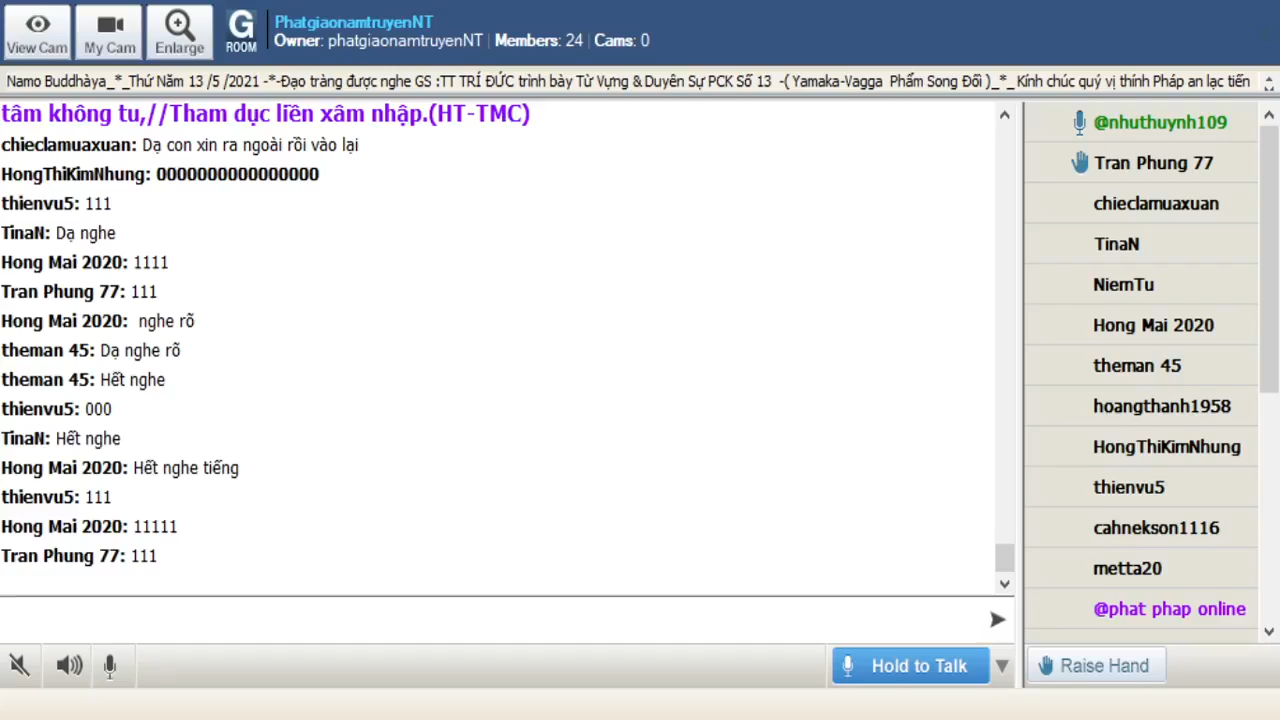 View Cam
My Cam
Enlarge
G
ROOM
PhatgiaonamtruyenNT
Owner: phatgiaonamtruyenNT | Members: 24 | Cams: 0
Namo Buddhàya_*_Thứ Năm 13 /5 /2021 -*-Đạo tràng được nghe GS :TT TRÍ ĐỨC trình bày Từ Vựng & Duyên Sự PCK Số 13 -( Yamaka-Vagga Phẩm Song Đối )_*_ Kính chúc quý vị thính Pháp an lạc tiến
tâm không tu,//Tham dục liền xâm nhập.(HT-TMC)
chieclamuaxuan: Dạ con xin ra ngoài rồi vào lại
HongThiKimNhung: 0000000000000000
thienvu5: 111
TinaN: Dạ nghe
Hong Mai 2020: 1111
Tran Phung 77: 111
Hong Mai 2020: nghe rõ
theman 45: Dạ nghe rõ
theman 45: Hết nghe
thienvu5: 000
TinaN: Hết nghe
Hong Mai 2020: Hết nghe tiếng
thienvu5: 111
Hong Mai 2020: 11111
Tran Phung 77: 111
@nhuthuynh109
Tran Phung 77
chieclamuaxuan
TinaN
NiemTu
Hong Mai 2020
theman 45
hoangthanh1958
HongThiKimNhung
thienvu5
cahnekson1116
metta20
@phat phap online
Hold to Talk
Raise Hand